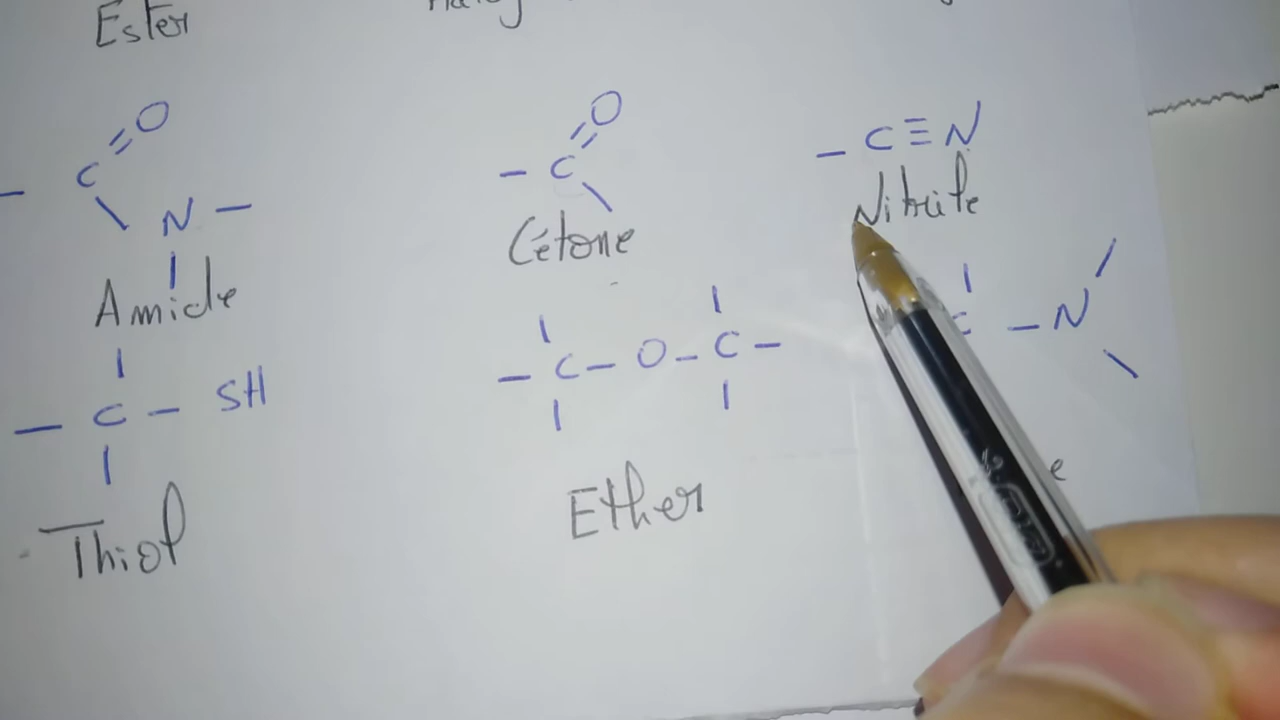 Ester
O
C
N
Amide
O
C
Cétone
C≡N
Nitrile
C - SH
Thiol
C - O - C
Ether
C - N